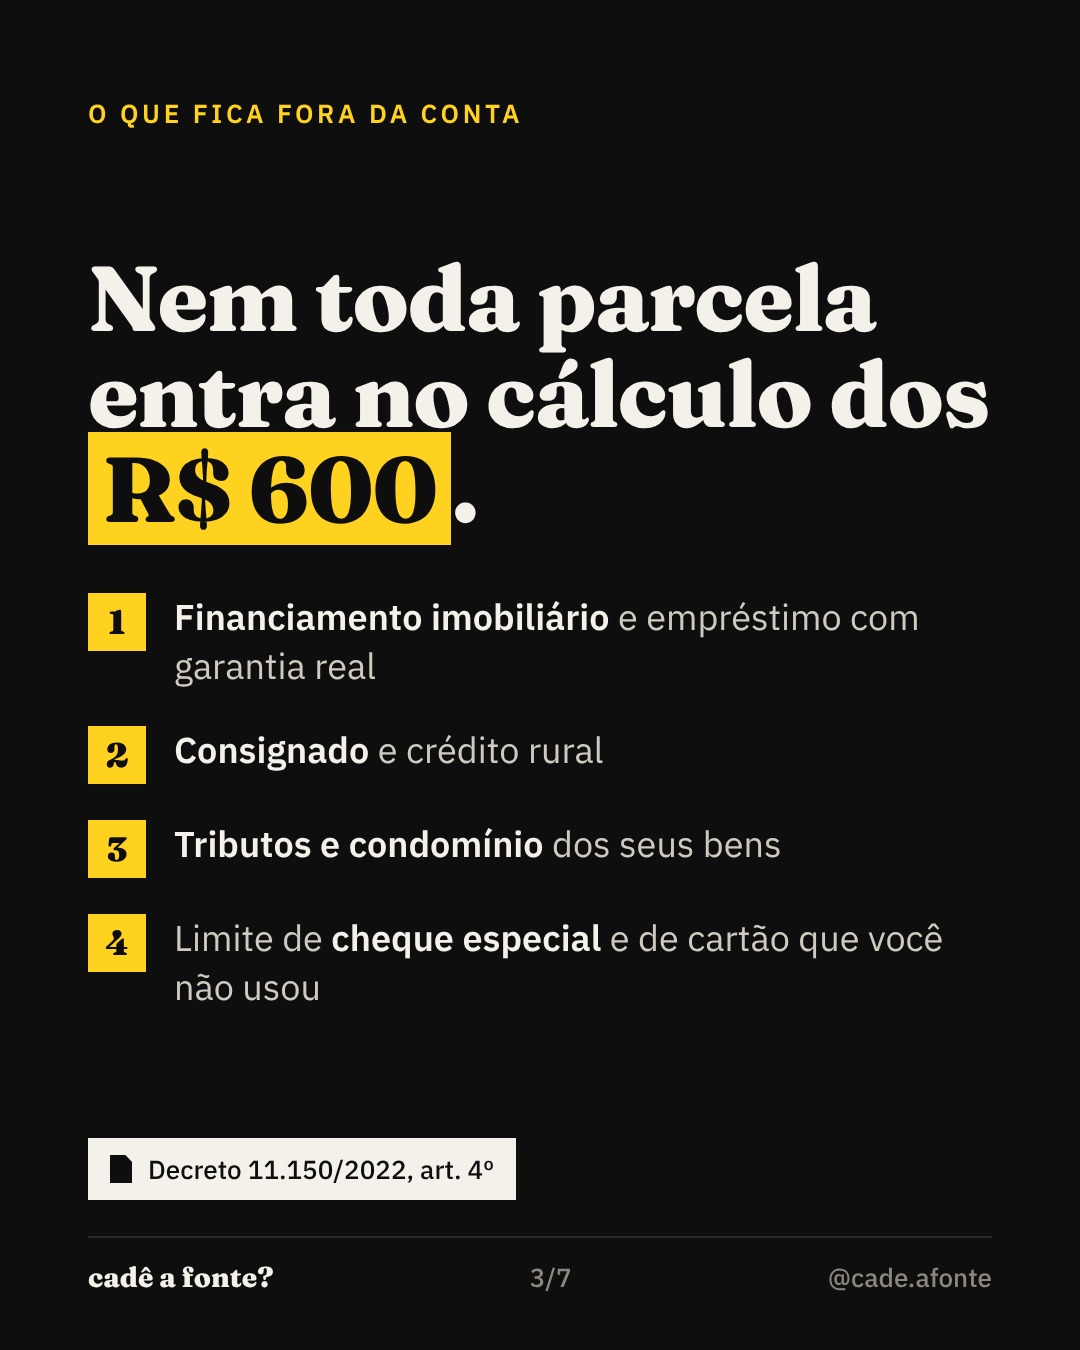 O QUE FICA FORA DA CONTA
Nem toda parcela
entra no cálculo dos
R$ 600.
1 Financiamento imobiliário e empréstimo com
garantia real
2 Consignado e crédito rural
3 Tributos e condomínio dos seus bens
4 Limite de cheque especial e de cartão que você
não usou
Decreto 11.150/2022, art. 4º
cadê a fonte? 3/7 @cade.afonte